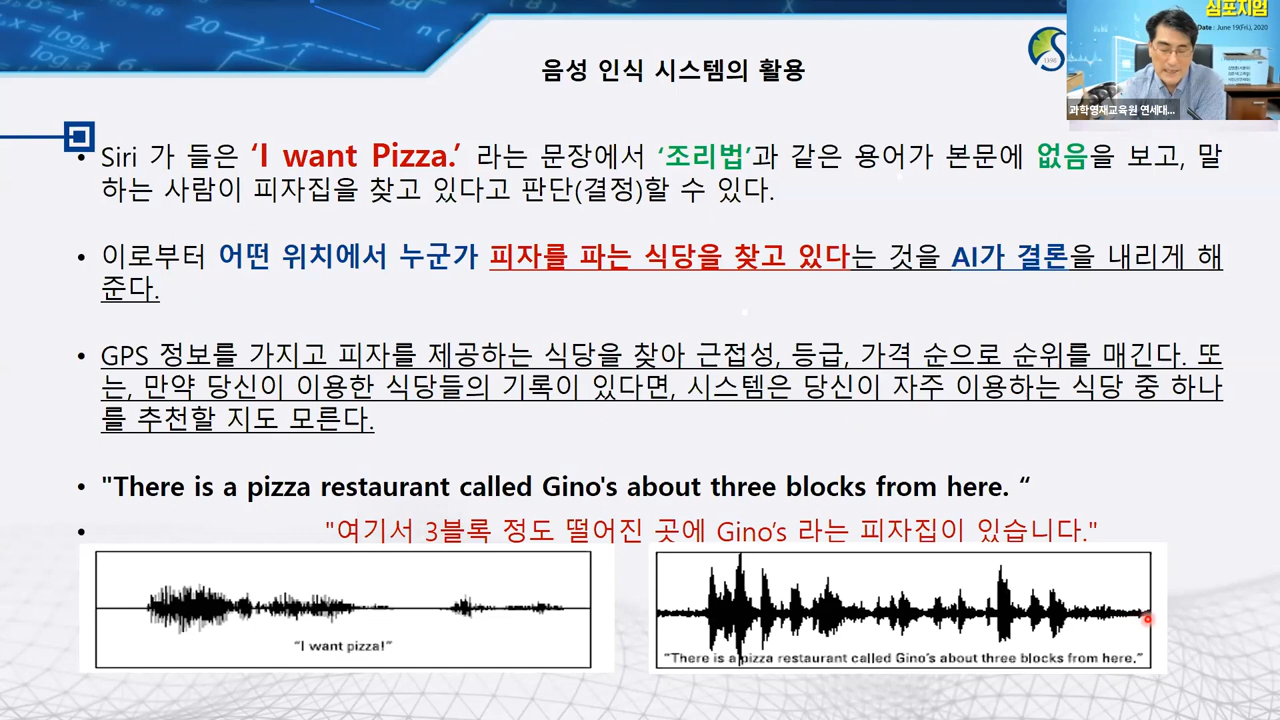 심포지엄
Date : June 19(Fri.), 2020
과학영재교육원 연세대...
음성 인식 시스템의 활용
• Siri 가 들은 ‘I want Pizza.’ 라는 문장에서 ‘조리법’과 같은 용어가 본문에 없음을 보고, 말
하는 사람이 피자집을 찾고 있다고 판단(결정)할 수 있다.
• 이로부터 어떤 위치에서 누군가 피자를 파는 식당을 찾고 있다는 것을 AI가 결론을 내리게 해
준다.
• GPS 정보를 가지고 피자를 제공하는 식당을 찾아 근접성, 등급, 가격 순으로 순위를 매긴다. 또
는, 만약 당신이 이용한 식당들의 기록이 있다면, 시스템은 당신이 자주 이용하는 식당 중 하나
를 추천할 지도 모른다.
• "There is a pizza restaurant called Gino's about three blocks from here. “
• "여기서 3블록 정도 떨어진 곳에 Gino’s 라는 피자집이 있습니다."
“I want pizza!”
“There is a pizza restaurant called Gino’s about three blocks from here.”